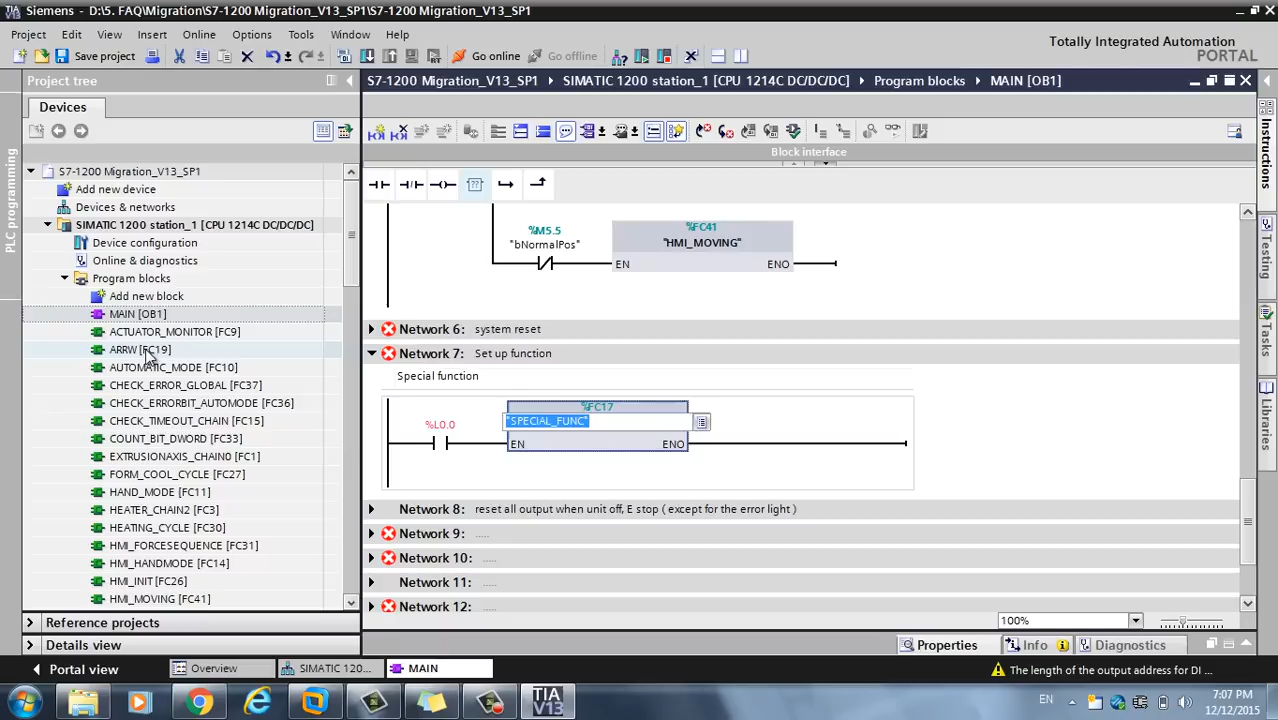 Siemens - D:\5. FAQ\Migration\S7-1200 Migration_V13_SP1\S7-1200 Migration_V13_SP1
Project Edit View Insert Online Options Tools Window Help
Totally Integrated Automation
PORTAL
Save project
Go online
Go offline
Project tree
S7-1200 Migration_V13_SP1 SIMATIC 1200 station_1 [CPU 1214C DC/DC/DC] Program blocks MAIN [OB1]
Devices
PLC programming
S7-1200 Migration_V13_SP1
Add new device
Devices & networks
SIMATIC 1200 station_1 [CPU 1214C DC/DC/DC]
Device configuration
Online & diagnostics
Program blocks
Add new block
MAIN [OB1]
ACTUATOR_MONITOR [FC9]
ARRW [FC19]
AUTOMATIC_MODE [FC10]
CHECK_ERROR_GLOBAL [FC37]
CHECK_ERRORBIT_AUTOMODE [FC36]
CHECK_TIMEOUT_CHAIN [FC15]
COUNT_BIT_DWORD [FC33]
EXTRUSIONAXIS_CHAIN0 [FC1]
FORM_COOL_CYCLE [FC27]
HAND_MODE [FC11]
HEATER_CHAIN2 [FC3]
HEATING_CYCLE [FC30]
HMI_FORCESEQUENCE [FC31]
HMI_HANDMODE [FC14]
HMI_INIT [FC26]
HMI_MOVING [FC41]
Reference projects
Details view
Block interface
??
%M5.5
"bNormalPos"
%FC41
"HMI_MOVING"
EN ENO
Network 6: system reset
Network 7: Set up function
Special function
%L0.0
%FC17
"SPECIAL_FUNC"
EN ENO
Network 8: reset all output when unit off, E stop ( except for the error light )
Network 9: .....
Network 10: .....
Network 11: .....
Network 12: .....
100%
Properties
Info
Diagnostics
Instructions
Testing
Tasks
Libraries
Portal view
Overview
SIMATIC 120...
MAIN
The length of the output address for DI ...
TIA
V13
EN
7:07 PM
12/12/2015